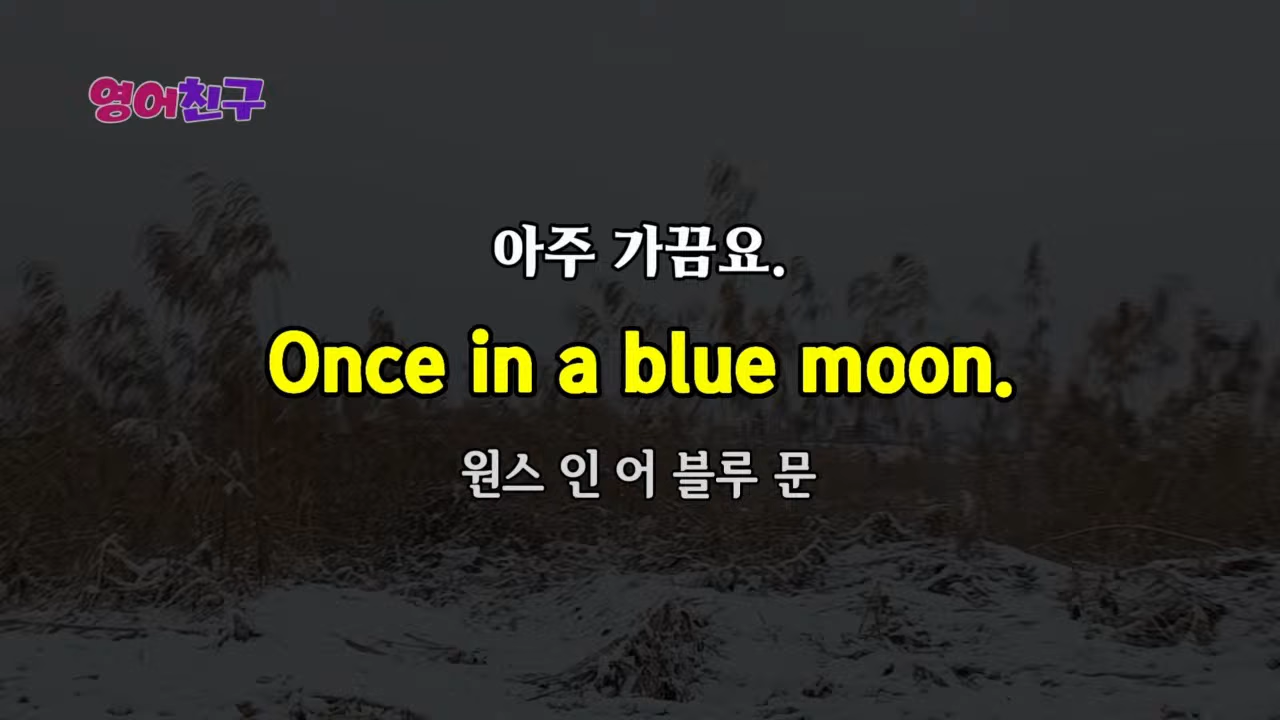 영어친구
아주 가끔요.
Once in a blue moon.
원스 인 어 블루 문